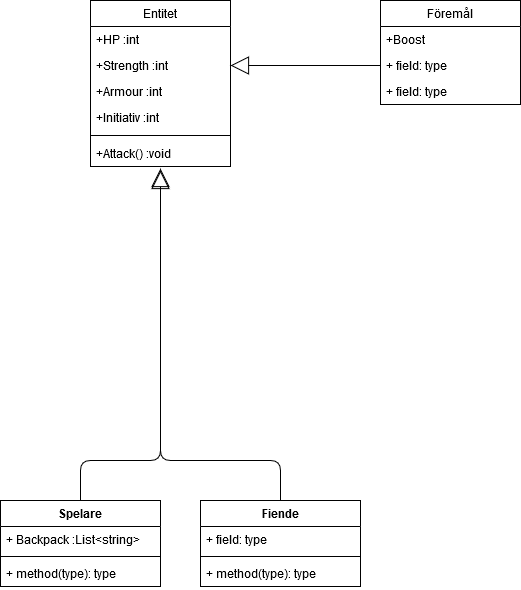 Entitet
+HP :int
+Strength :int
+Armour :int
+Initiativ :int
+Attack() :void
Föremål
+Boost
+ field: type
+ field: type
Spelare
+ Backpack :List<string>
+ method(type): type
Fiende
+ field: type
+ method(type): type